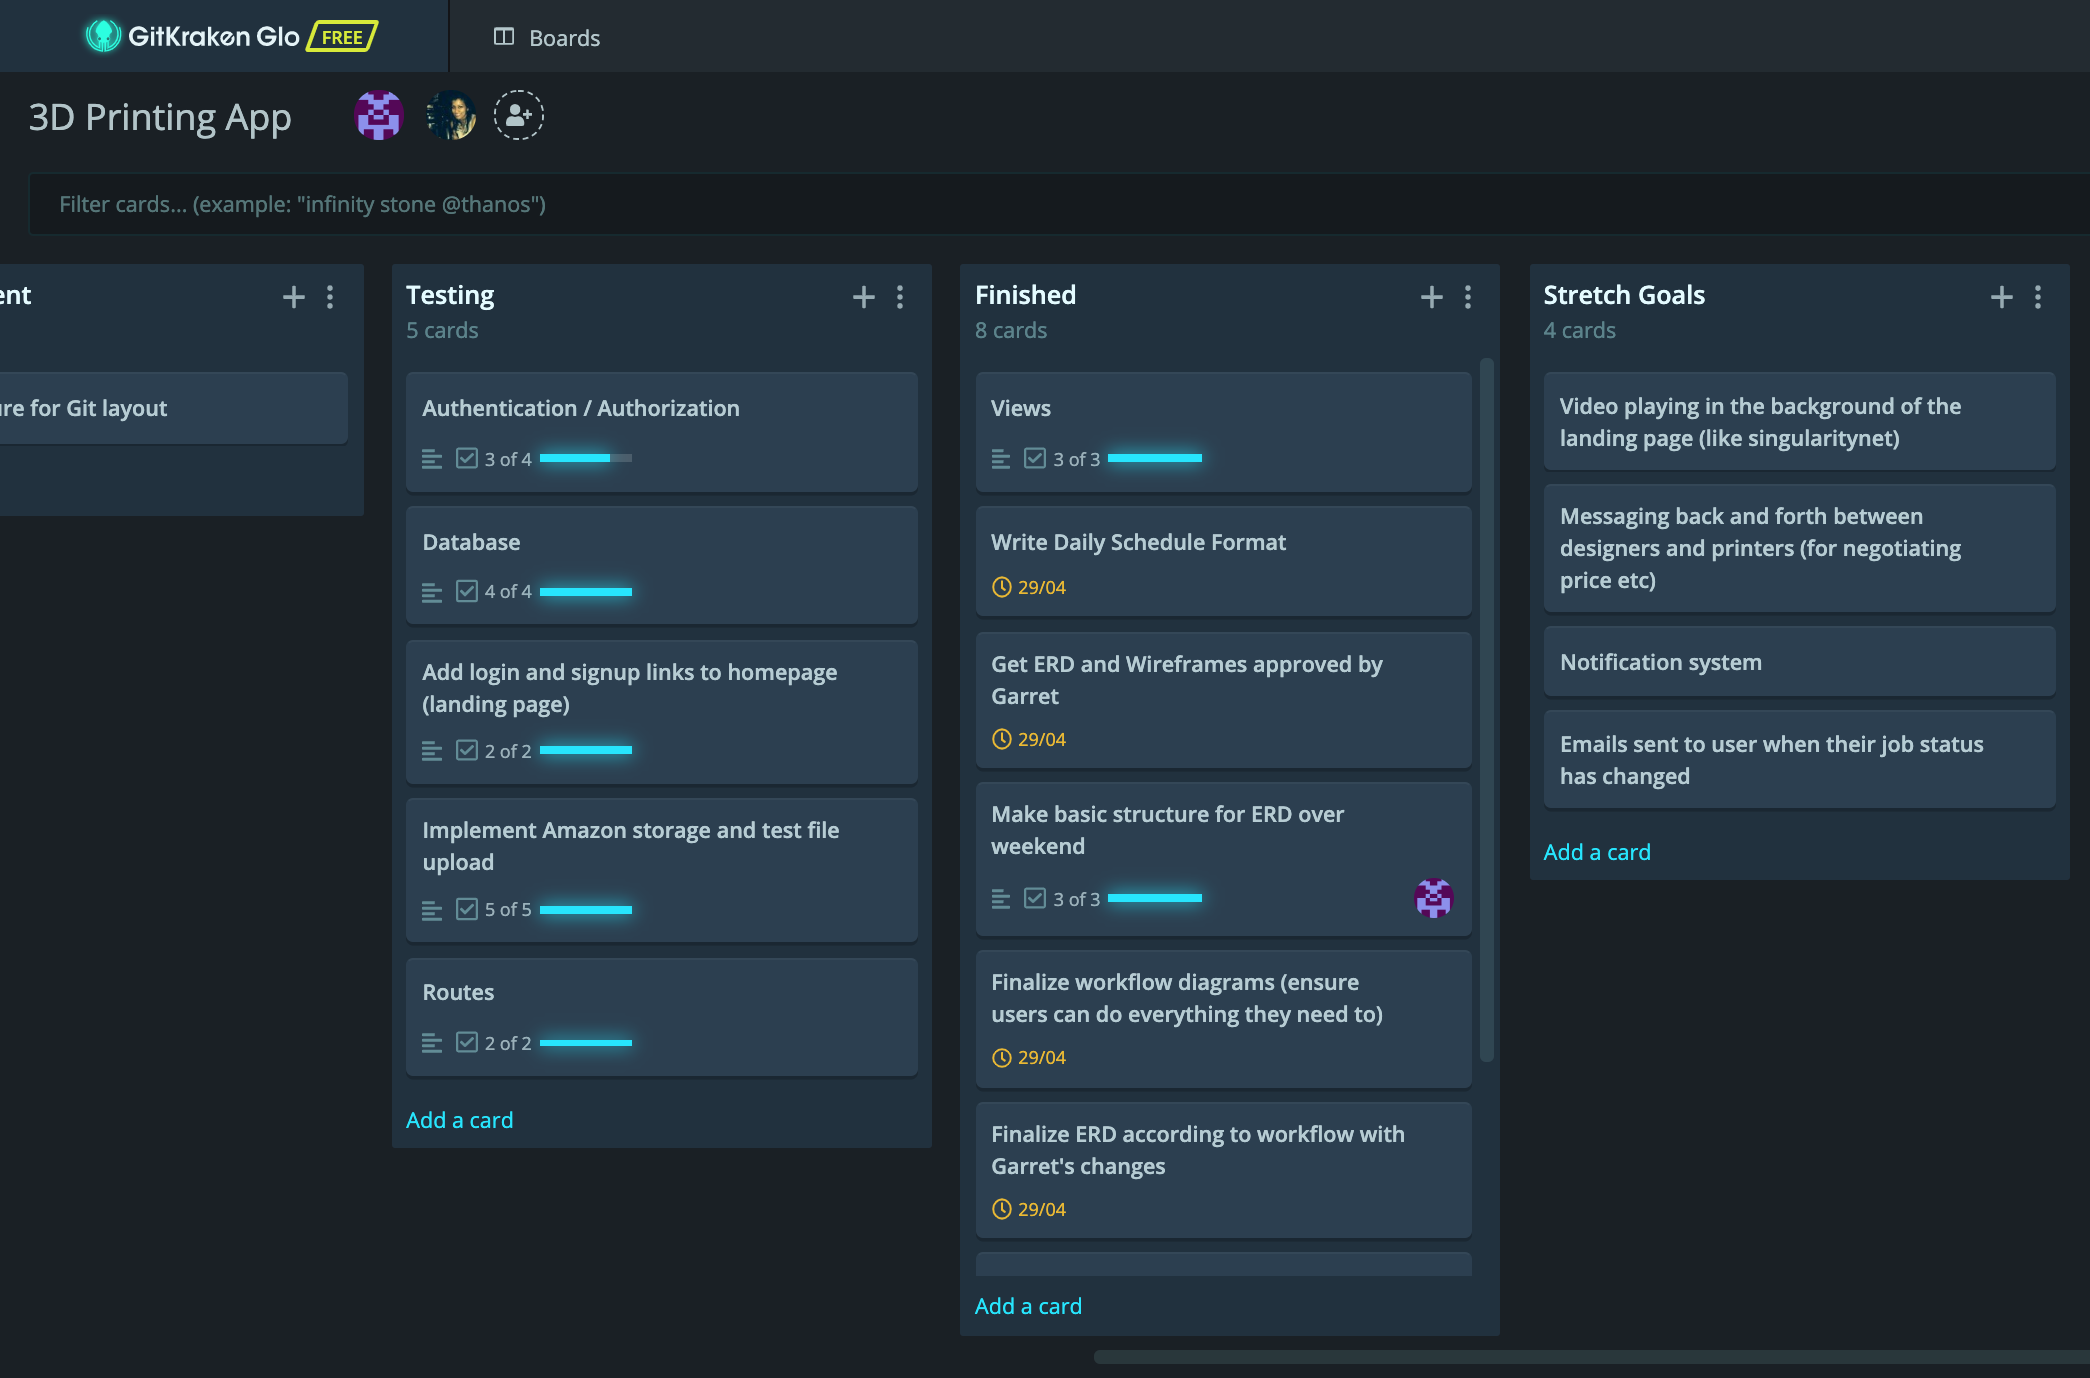 GitKraken Glo FREE
Boards
3D Printing App
Filter cards... (example: "infinity stone @thanos")
ent
ure for Git layout
Testing
5 cards
Authentication / Authorization
3 of 4
Database
4 of 4
Add login and signup links to homepage
(landing page)
2 of 2
Implement Amazon storage and test file
upload
5 of 5
Routes
2 of 2
Add a card
Finished
8 cards
Views
3 of 3
Write Daily Schedule Format
29/04
Get ERD and Wireframes approved by
Garret
29/04
Make basic structure for ERD over
weekend
3 of 3
Finalize workflow diagrams (ensure
users can do everything they need to)
29/04
Finalize ERD according to workflow with
Garret's changes
29/04
Add a card
Stretch Goals
4 cards
Video playing in the background of the
landing page (like singularitynet)
Messaging back and forth between
designers and printers (for negotiating
price etc)
Notification system
Emails sent to user when their job status
has changed
Add a card